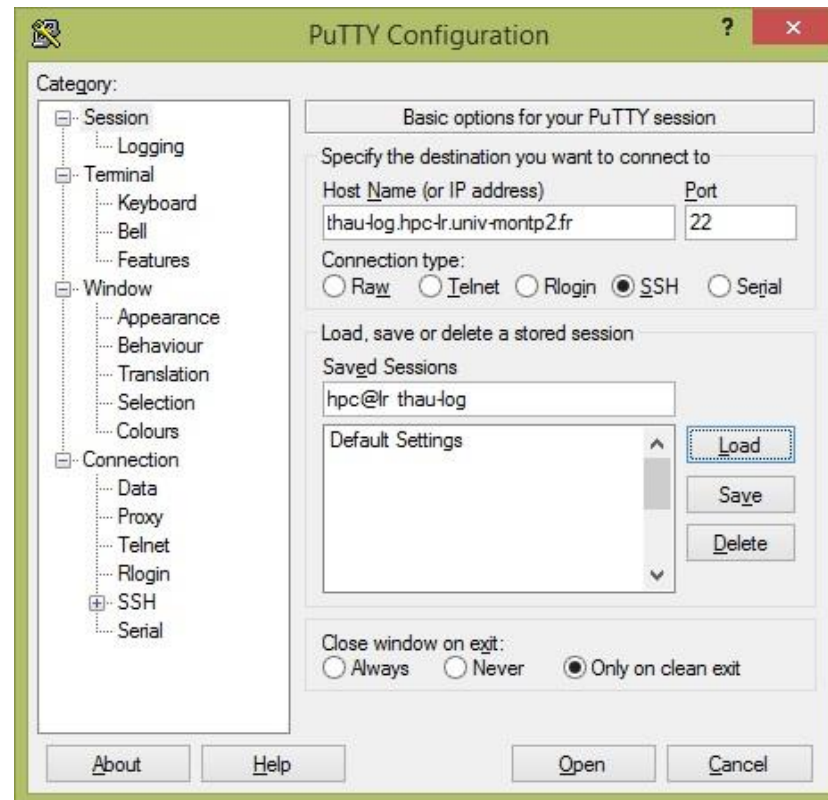 PuTTY Configuration
?
×
Category:
Session
Logging
Terminal
Keyboard
Bell
Features
Window
Appearance
Behaviour
Translation
Selection
Colours
Connection
Data
Proxy
Telnet
Rlogin
SSH
Serial
Basic options for your PuTTY session
Specify the destination you want to connect to
Host Name (or IP address) Port
thau-log.hpc-lr.univ-montp2.fr 22
Connection type:
Raw Telnet Rlogin SSH Serial
Load, save or delete a stored session
Saved Sessions
hpc@lr thau-log
Default Settings
Load
Save
Delete
Close window on exit:
Always Never Only on clean exit
About Help Open Cancel